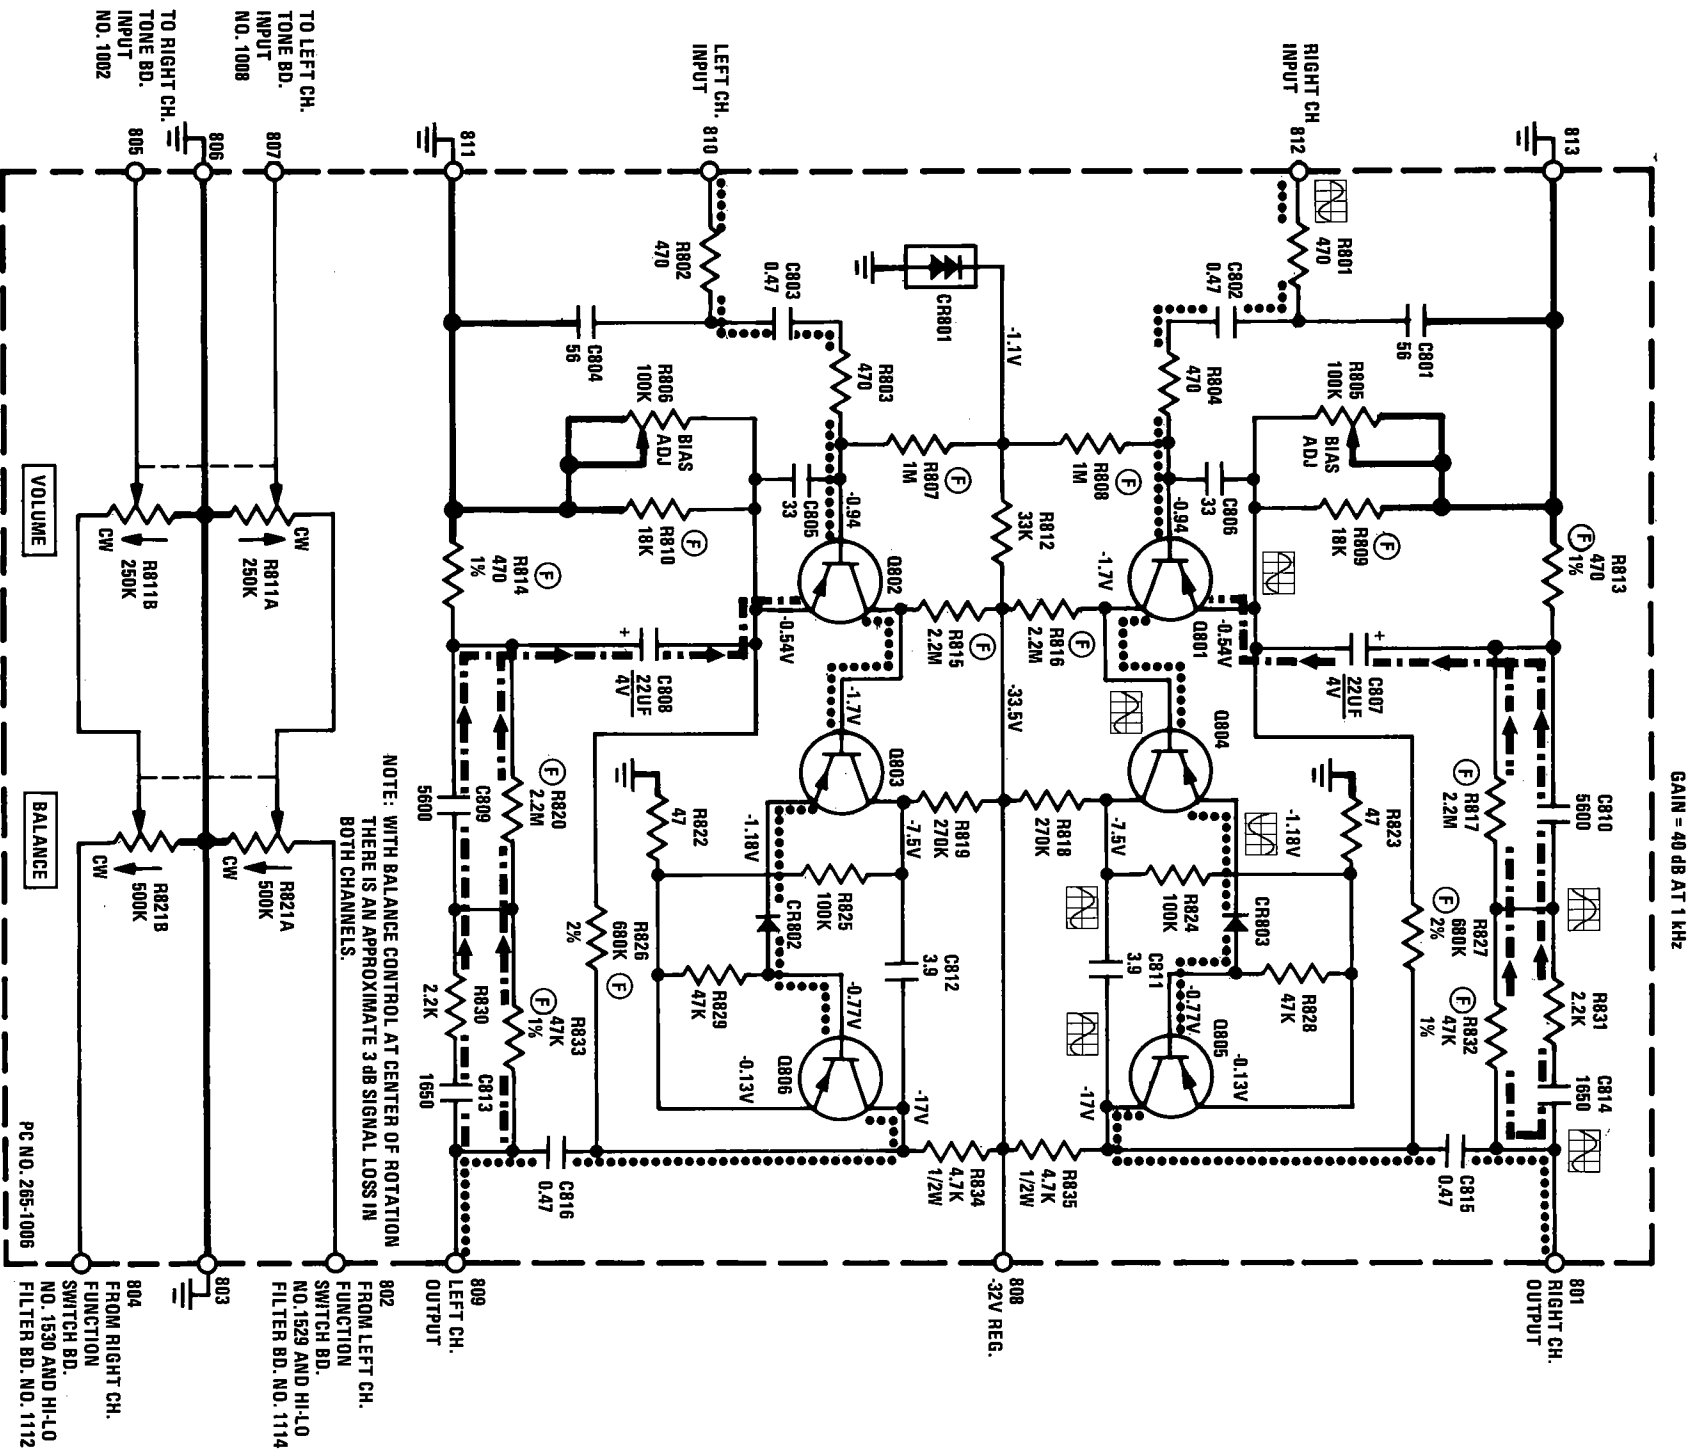 GAIN = 40 dB AT 1 kHz
813
RIGHT CH
INPUT
812
LEFT CH.
INPUT
810
811
TO LEFT CH.
TONE BD.
INPUT
NO. 1008
807
806
TO RIGHT CH.
TONE BD.
INPUT
NO. 1002
805
R801
470
C801
56
C802
0.47
R804
470
R805
100K
BIAS
ADJ
C806
33
R809
18K
F
R813
470
1%
F
R808
1M
F
-0.94
Q801
-0.54V
-1.7V
C807
22UF
4V
+
R816
2.2M
F
Q804
-1.18V
R817
2.2M
F
C810
5600
R823
47
R818
270K
-7.5V
R824
100K
CR803
R827
680K
2%
F
R828
47K
C811
3.9
-0.77V
Q805
-0.13V
-17V
R831
2.2K
C814
1650
R832
47K
1%
F
C815
0.47
R835
4.7K
1/2W
801
RIGHT CH.
OUTPUT
CR801
-1.1V
R812
33K
-33.5V
808
-32V REG.
R802
470
C803
0.47
C804
56
R803
470
R806
100K
BIAS
ADJ
R807
1M
F
C805
33
R810
18K
F
-0.94
Q802
-0.54V
R814
470
1%
F
R815
2.2M
F
C808
22UF
4V
+
-1.7V
Q803
-1.18V
R820
2.2M
F
C809
5600
R822
47
R819
270K
-7.5V
R825
100K
CR802
R826
680K
2%
F
R829
47K
C812
3.9
-0.77V
Q806
-0.13V
-17V
R830
2.2K
C813
1650
R833
47K
1%
F
C816
0.47
R834
4.7K
1/2W
809
LEFT CH.
OUTPUT
NOTE: WITH BALANCE CONTROL AT CENTER OF ROTATION
THERE IS AN APPROXIMATE 3 dB SIGNAL LOSS IN
BOTH CHANNELS.
CW
R811A
250K
CW
R811B
250K
VOLUME
CW
R821A
500K
CW
R821B
500K
BALANCE
802
FROM LEFT CH.
FUNCTION
SWITCH BD.
NO.1529 AND HI-LO
FILTER BD. NO. 1114
803
804
FROM RIGHT CH.
FUNCTION
SWITCH BD.
NO. 1530 AND HI-LO
FILTER BD. NO. 1112
PC NO. 265-1006